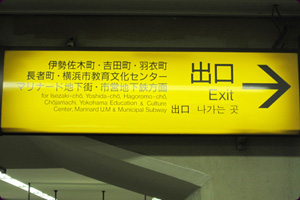 伊勢佐木町・吉田町・羽衣町
長者町・横浜市教育文化センター
マリナード地下街・市営地下鉄方面
for Isezaki-chō, Yoshida-chō, Hagoromo-chō,
Chōjamachi, Yokohama Education & Culture
Center, Marinard U.M & Municipal Subway
出口
Exit
出口 나가는 곳